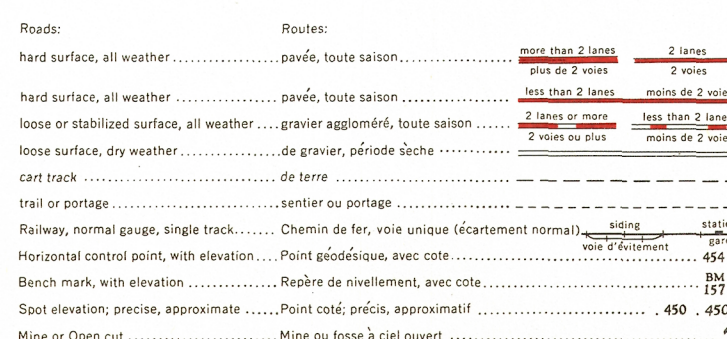 Roads: Routes:
more than 2 lanes 2 lanes
hard surface, all weather ................... pavée, toute saison.....................
plus de 2 voies 2 voies
less than 2 lanes moins de 2 voie
hard surface, all weather .................. pavée, toute saison ....................
2 lanes or more less than 2 lane
loose or stabilized surface, all weather .... gravier aggloméré, toute saison ......
2 voies ou plus moins de 2 voie
loose surface, dry weather ................. de gravier, période sèche ..............
cart track .................................. de terre ................................
trail or portage ............................ sentier ou portage .....................
siding stati
Railway, normal gauge, single track....... Chemin de fer, voie unique (écartement normal)
voie d'évitement gar
Horizontal control point, with elevation .... Point géodésique, avec cote .................................... 454
BM
Bench mark, with elevation ............... Repère de nivellement, avec cote ...............................
157
Spot elevation; precise, approximate ...... Point coté; précis, approximatif ............................ . 450 . 450
Mine or Open cut .......................... Mine ou fosse à ciel ouvert ....................................